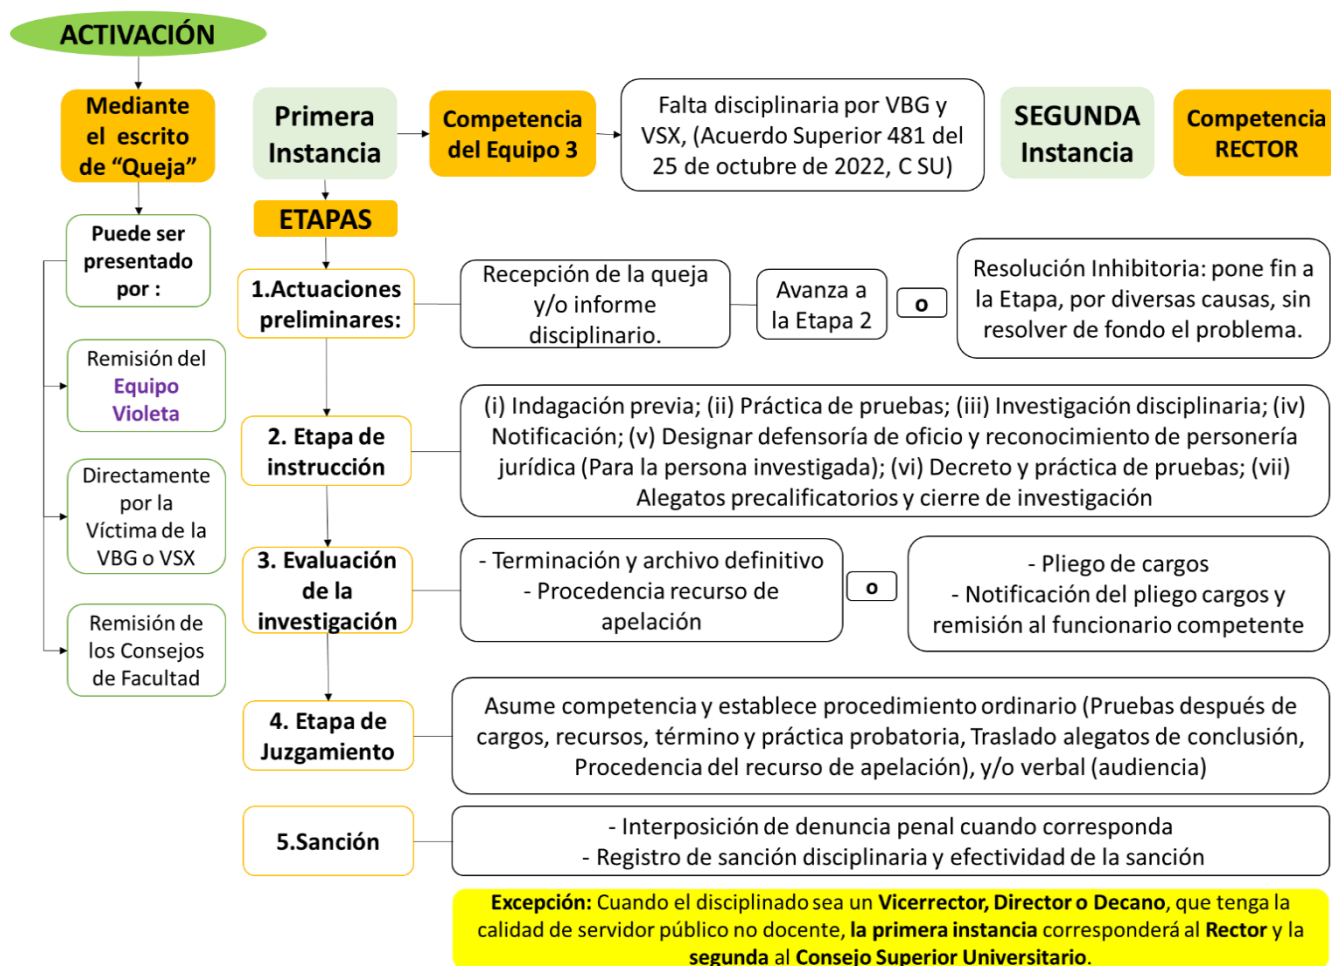 ACTIVACIÓN
Mediante
el escrito
de “Queja”
Puede ser
presentado
por :
Remisión del
Equipo
Violeta
Directamente
por la
Víctima de la
VBG o VSX
Remisión de
los Consejos
de Facultad
Primera
Instancia
Competencia
del Equipo 3
Falta disciplinaria por VBG y
VSX, (Acuerdo Superior 481 del
25 de octubre de 2022, C SU)
SEGUNDA
Instancia
Competencia
RECTOR
ETAPAS
1.Actuaciones
preliminares:
Recepción de la queja
y/o informe
disciplinario.
Avanza a
la Etapa 2
o
Resolución Inhibitoria: pone fin a
la Etapa, por diversas causas, sin
resolver de fondo el problema.
2. Etapa de
instrucción
(i) Indagación previa; (ii) Práctica de pruebas; (iii) Investigación disciplinaria; (iv)
Notificación; (v) Designar defensoría de oficio y reconocimiento de personería
jurídica (Para la persona investigada); (vi) Decreto y práctica de pruebas; (vii)
Alegatos precalificatorios y cierre de investigación
3. Evaluación
de la
investigación
- Terminación y archivo definitivo
- Procedencia recurso de
apelación
o
- Pliego de cargos
- Notificación del pliego cargos y
remisión al funcionario competente
4. Etapa de
Juzgamiento
Asume competencia y establece procedimiento ordinario (Pruebas después de
cargos, recursos, término y práctica probatoria, Traslado alegatos de conclusión,
Procedencia del recurso de apelación), y/o verbal (audiencia)
5.Sanción
- Interposición de denuncia penal cuando corresponda
- Registro de sanción disciplinaria y efectividad de la sanción
Excepción: Cuando el disciplinado sea un Vicerrector, Director o Decano, que tenga la
calidad de servidor público no docente, la primera instancia corresponderá al Rector y la
segunda al Consejo Superior Universitario.